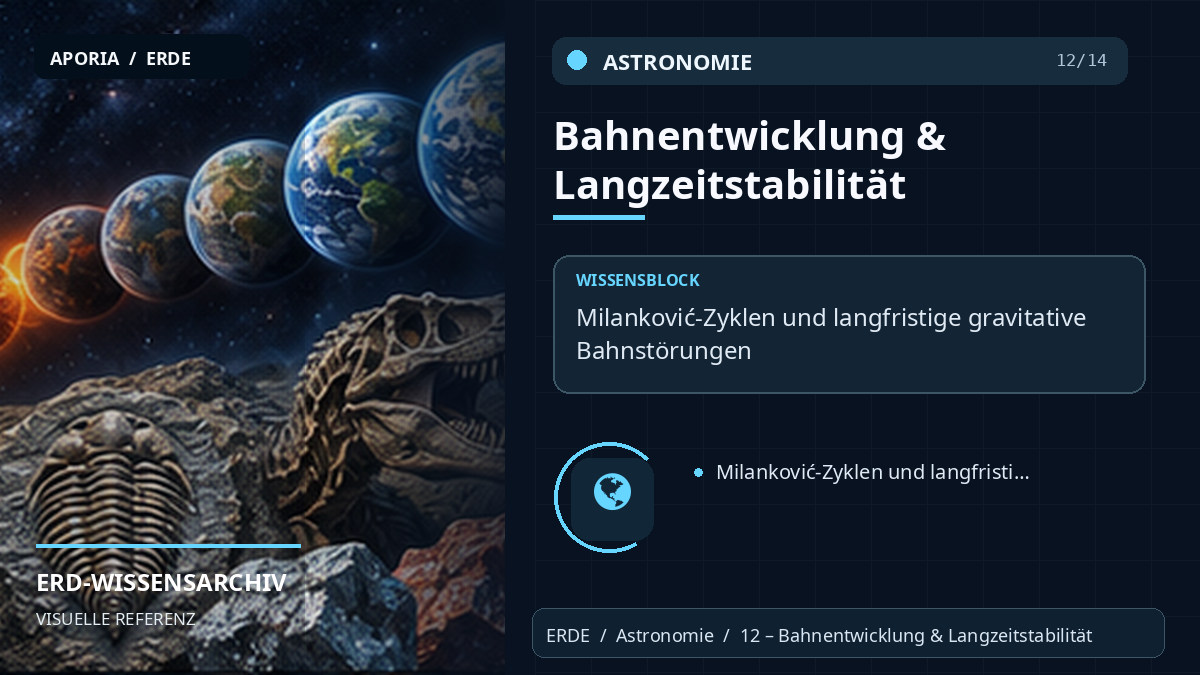 APORIA / ERDE
ASTRONOMIE
12/14
Bahnentwicklung &
Langzeitstabilität
WISSENSBLOCK
Milanković-Zyklen und langfristige gravitative
Bahnstörungen
Milanković-Zyklen und langfristi…
ERD-WISSENSARCHIV
VISUELLE REFERENZ
ERDE / Astronomie / 12 – Bahnentwicklung & Langzeitstabilität